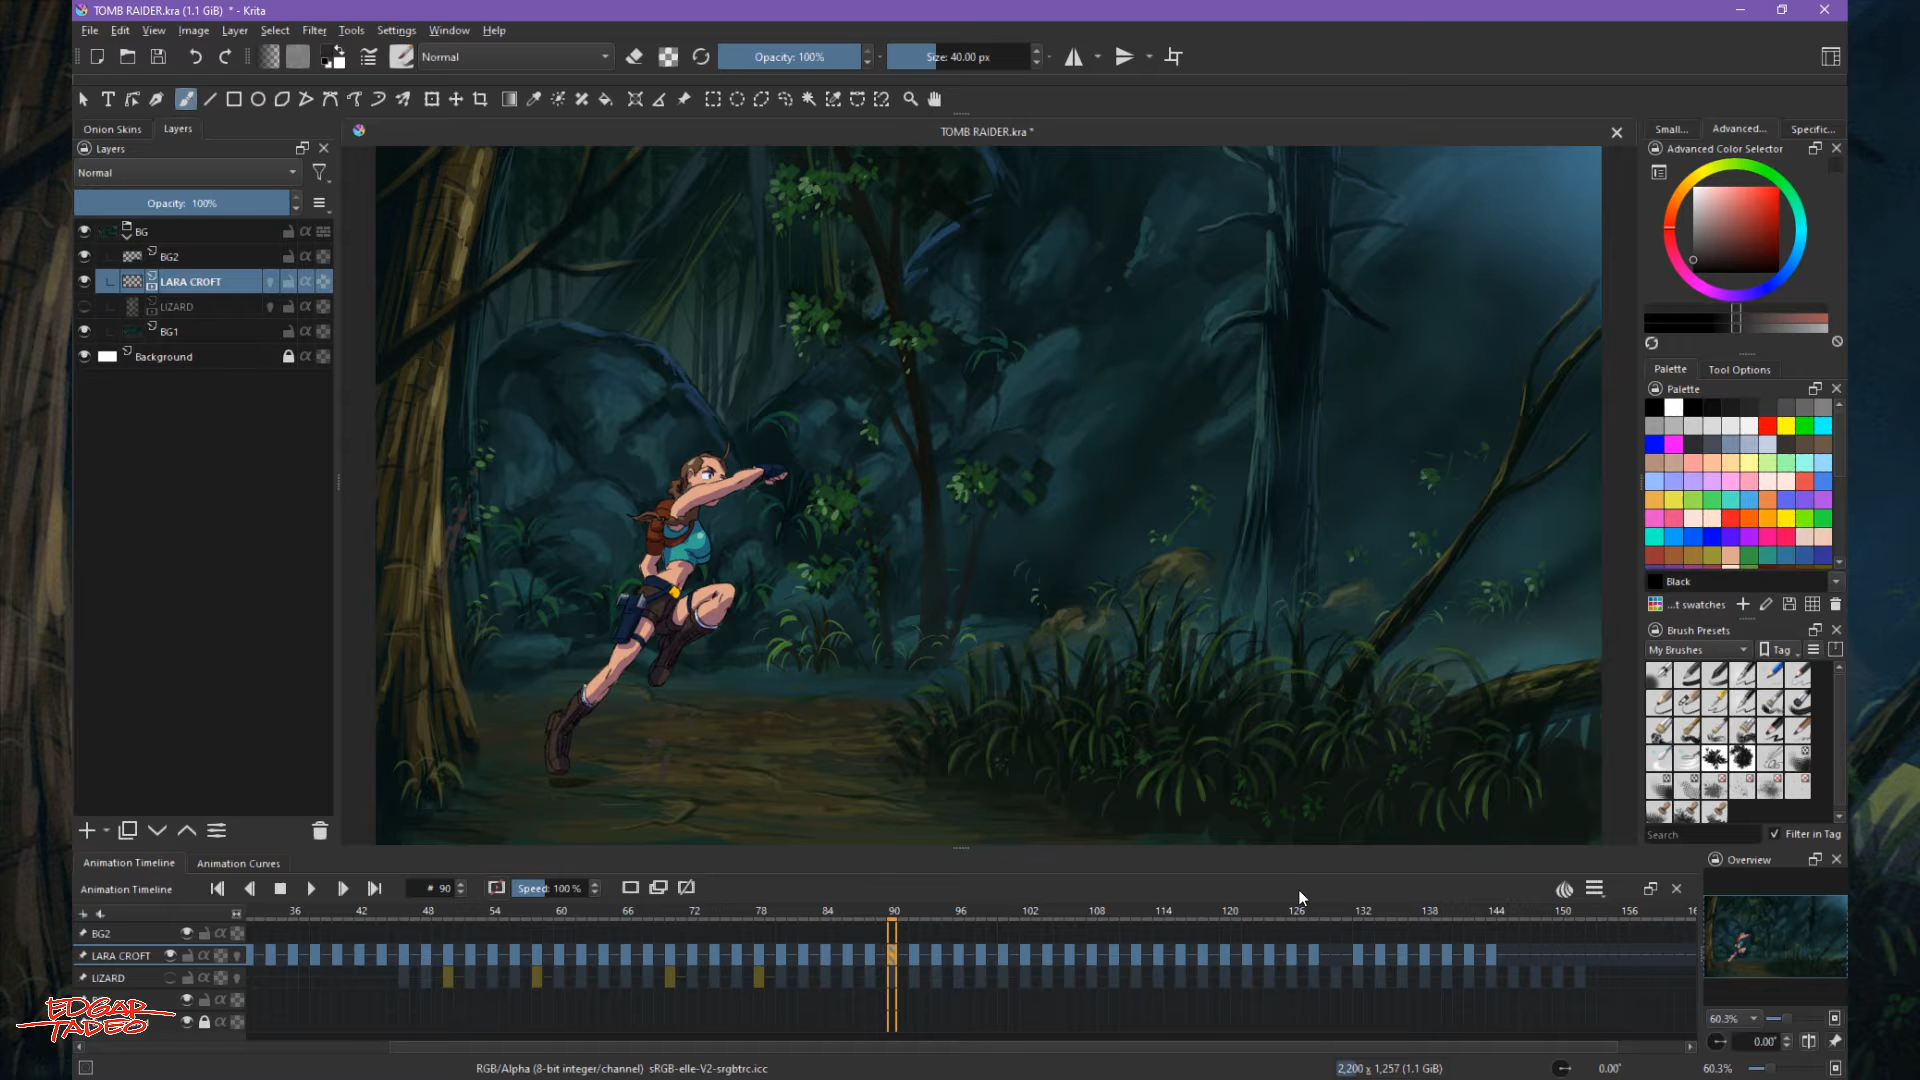 TOMB RAIDER.kra (1.1 GiB) * - Krita
File Edit View Image Layer Select Filter Tools Settings Window Help
Normal
Opacity: 100%
Size: 40.00 px
Onion Skins Layers
TOMB RAIDER.kra *
Small... Advanced... Specific...
Layers
Advanced Color Selector
Normal
Opacity: 100%
BG
BG2
LARA CROFT
LIZARD
BG1
Background
Palette Tool Options
Palette
Black
...t swatches
Brush Presets
My Brushes
Tag
Search
Filter in Tag
Animation Timeline Animation Curves
Overview
Animation Timeline
# 90
Speed: 100 %
36 42 48 54 60 66 72 78 84 90 96 102 108 114 120 126 132 138 144 150 156 16
BG2
LARA CROFT
LIZARD
EDGAR
TADEO
60.3%
0.00°
RGB/Alpha (8-bit integer/channel) sRGB-elle-V2-srgbtrc.icc
2,200 x 1,257 (1.1 GiB)
0.00°
60.3%